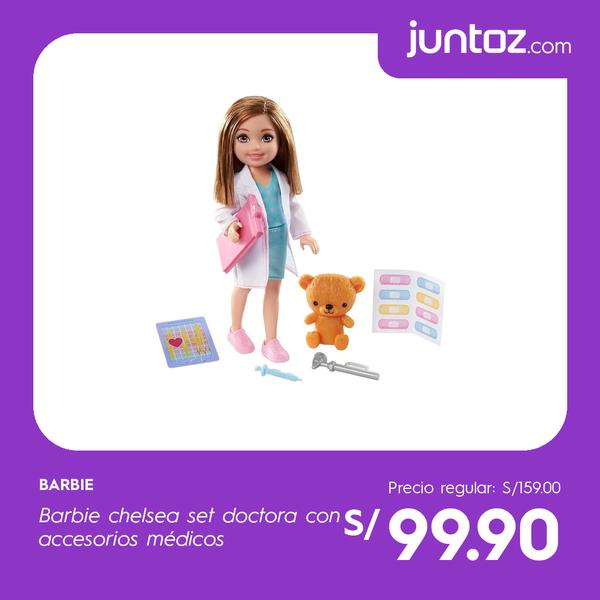 juntoz.com
BARBIE
Barbie chelsea set doctora con
accesorios médicos
Precio regular: S/159.00
S/99.90